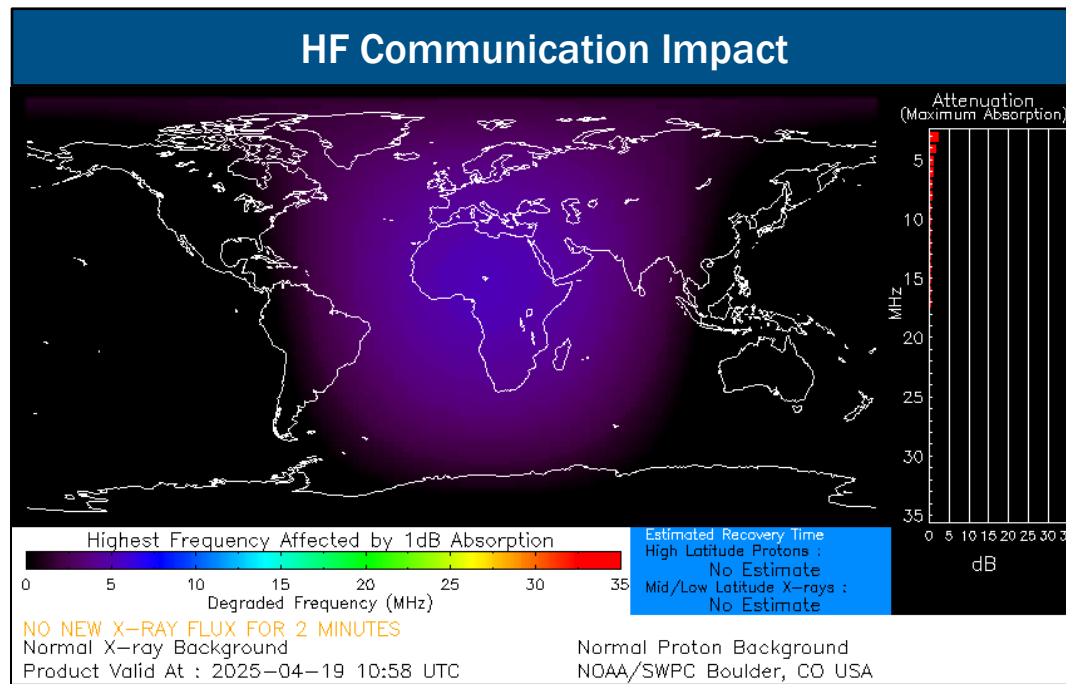 HF Communication Impact
Attenuation
(Maximum Absorption)
5
10
15
20
25
30
35
MHz
0 5 10 15 20 25 30 3
dB
Highest Frequency Affected by 1dB Absorption
0 5 10 15 20 25 30 35
Degraded Frequency (MHz)
Estimated Recovery Time
High Latitude Protons :
No Estimate
Mid/Low Latitude X-rays :
No Estimate
NO NEW X-RAY FLUX FOR 2 MINUTES
Normal X-ray Background
Normal Proton Background
Product Valid At : 2025-04-19 10:58 UTC
NOAA/SWPC Boulder, CO USA